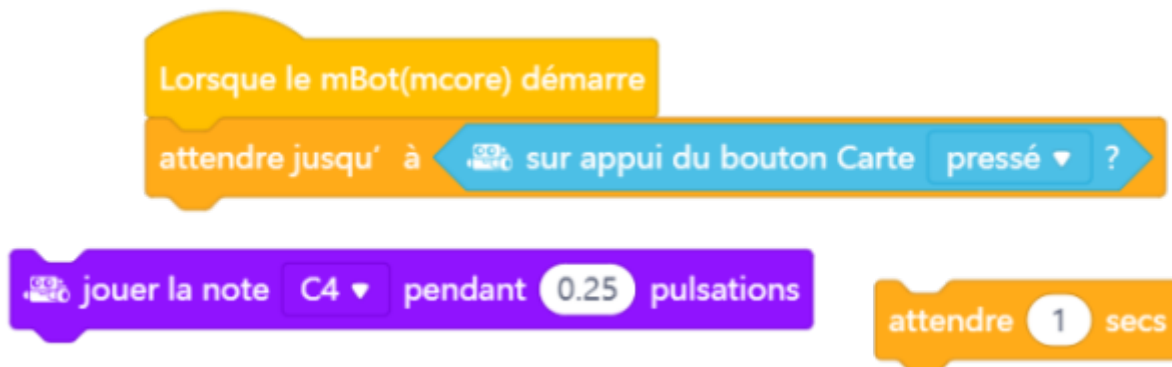 Lorsque le mBot(mcore) démarre
attendre jusqu’ à sur appui du bouton Carte pressé ?
jouer la note C4 pendant 0.25 pulsations
attendre 1 secs